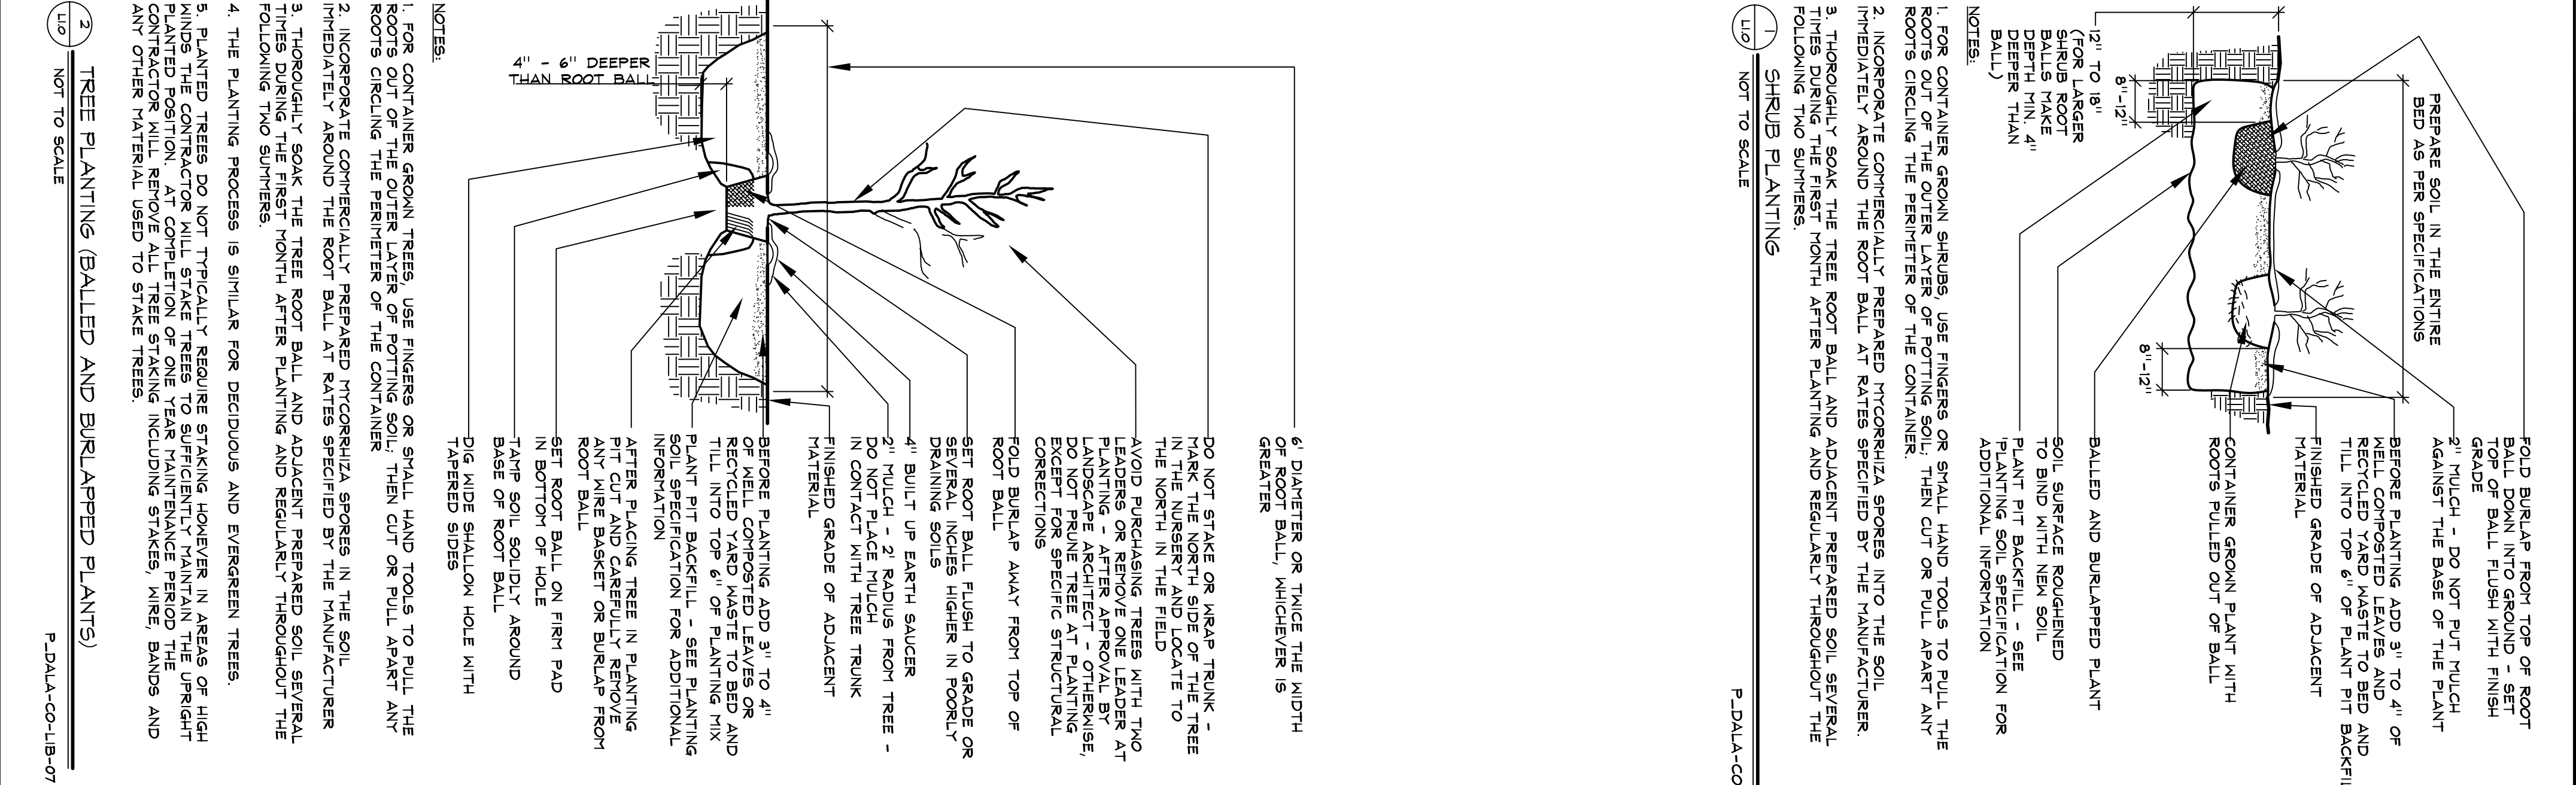 PREPARE SOIL IN THE ENTIRE
BED AS PER SPECIFICATIONS
8"-12"
8"-12"
12" TO 18"
(FOR LARGER
SHRUB ROOT
BALLS MAKE
DEPTH MIN. 4"
DEEPER THAN
BALL)
FOLD BURLAP FROM TOP OF ROOT
BALL DOWN INTO GROUND - SET
TOP OF BALL FLUSH WITH FINISH
GRADE
2" MULCH - DO NOT PUT MULCH
AGAINST THE BASE OF THE PLANT
BEFORE PLANTING ADD 3" TO 4" OF
WELL COMPOSTED LEAVES AND
RECYCLED YARD WASTE TO BED AND
TILL INTO TOP 6" OF PLANT PIT BACKFIL
FINISHED GRADE OF ADJACENT
MATERIAL
CONTAINER GROWN PLANT WITH
ROOTS PULLED OUT OF BALL
BALLED AND BURLAPPED PLANT
SOIL SURFACE ROUGHENED
TO BIND WITH NEW SOIL
PLANT PIT BACKFILL - SEE
'PLANTING SOIL SPECIFICATION FOR
ADDITIONAL INFORMATION
NOTES:
1. FOR CONTAINER GROWN SHRUBS, USE FINGERS OR SMALL HAND TOOLS TO PULL THE
ROOTS OUT OF THE OUTER LAYER OF POTTING SOIL; THEN CUT OR PULL APART ANY
ROOTS CIRCLING THE PERIMETER OF THE CONTAINER.
2. INCORPORATE COMMERCIALLY PREPARED MYCORRHIZA SPORES INTO THE SOIL
IMMEDIATELY AROUND THE ROOT BALL AT RATES SPECIFIED BY THE MANUFACTURER.
3. THOROUGHLY SOAK THE TREE ROOT BALL AND ADJACENT PREPARED SOIL SEVERAL
TIMES DURING THE FIRST MONTH AFTER PLANTING AND REGULARLY THROUGHOUT THE
FOLLOWING TWO SUMMERS.
1
L1.0
SHRUB PLANTING
NOT TO SCALE
P_DALA-CO
6' DIAMETER OR TWICE THE WIDTH
OF ROOT BALL, WHICHEVER IS
GREATER
DO NOT STAKE OR WRAP TRUNK -
MARK THE NORTH SIDE OF THE TREE
IN THE NURSERY AND LOCATE TO
THE NORTH IN THE FIELD
AVOID PURCHASING TREES WITH TWO
LEADERS OR REMOVE ONE LEADER AT
PLANTING - AFTER APPROVAL BY
LANDSCAPE ARCHITECT - OTHERWISE,
DO NOT PRUNE TREE AT PLANTING
EXCEPT FOR SPECIFIC STRUCTURAL
CORRECTIONS
FOLD BURLAP AWAY FROM TOP OF
ROOT BALL
SET ROOT BALL FLUSH TO GRADE OR
SEVERAL INCHES HIGHER IN POORLY
DRAINING SOILS
4" BUILT UP EARTH SAUCER
2" MULCH - 2' RADIUS FROM TREE -
DO NOT PLACE MULCH
IN CONTACT WITH TREE TRUNK
FINISHED GRADE OF ADJACENT
MATERIAL
BEFORE PLANTING ADD 3" TO 4"
OF WELL COMPOSTED LEAVES OR
RECYCLED YARD WASTE TO BED AND
TILL INTO TOP 6" OF PLANTING MIX
PLANT PIT BACKFILL - SEE PLANTING
SOIL SPECIFICATION FOR ADDITIONAL
INFORMATION
AFTER PLACING TREE IN PLANTING
PIT CUT AND CAREFULLY REMOVE
ANY WIRE BASKET OR BURLAP FROM
ROOT BALL
SET ROOT BALL ON FIRM PAD
IN BOTTOM OF HOLE
TAMP SOIL SOLIDLY AROUND
BASE OF ROOT BALL
DIG WIDE SHALLOW HOLE WITH
TAPERED SIDES
4" - 6" DEEPER
THAN ROOT BALL
NOTES:
1. FOR CONTAINER GROWN TREES, USE FINGERS OR SMALL HAND TOOLS TO PULL THE
ROOTS OUT OF THE OUTER LAYER OF POTTING SOIL; THEN CUT OR PULL APART ANY
ROOTS CIRCLING THE PERIMETER OF THE CONTAINER
2. INCORPORATE COMMERCIALLY PREPARED MYCORRHIZA SPORES IN THE SOIL
IMMEDIATELY AROUND THE ROOT BALL AT RATES SPECIFIED BY THE MANUFACTURER
3. THOROUGHLY SOAK THE TREE ROOT BALL AND ADJACENT PREPARED SOIL SEVERAL
TIMES DURING THE FIRST MONTH AFTER PLANTING AND REGULARLY THROUGHOUT THE
FOLLOWING TWO SUMMERS.
4. THE PLANTING PROCESS IS SIMILAR FOR DECIDUOUS AND EVERGREEN TREES.
5. PLANTED TREES DO NOT TYPICALLY REQUIRE STAKING HOWEVER IN AREAS OF HIGH
WINDS THE CONTRACTOR WILL STAKE TREES TO SUFFICIENTLY MAINTAIN THE UPRIGHT
PLANTED POSITION. AT COMPLETION OF ONE YEAR MAINTENANCE PERIOD THE
CONTRACTOR WILL REMOVE ALL TREE STAKING INCLUDING STAKES, WIRE, BANDS AND
ANY OTHER MATERIAL USED TO STAKE TREES.
2
L1.0
TREE PLANTING (BALLED AND BURLAPPED PLANTS)
NOT TO SCALE
P_DALA-CO-LIB-07